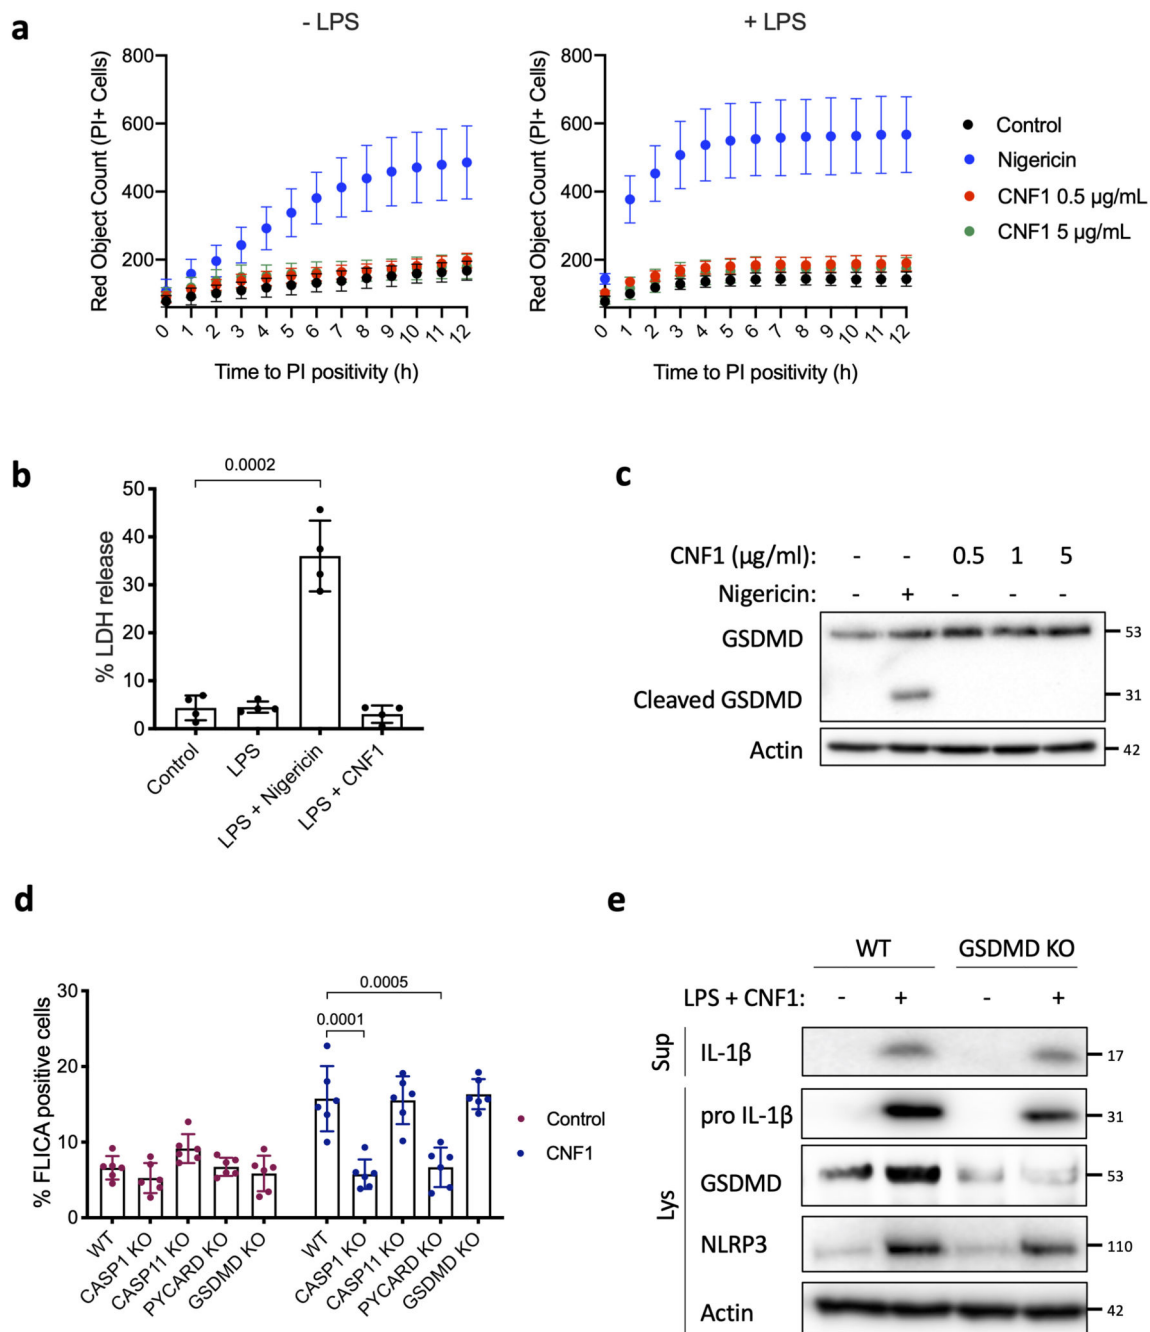 a
- LPS
+ LPS
Red Object Count (PI+ Cells)
800
600
400
200
0 1 2 3 4 5 6 7 8 9 10 11 12
Time to PI positivity (h)
Red Object Count (PI+ Cells)
800
600
400
200
0 1 2 3 4 5 6 7 8 9 10 11 12
Time to PI positivity (h)
Control
Nigericin
CNF1 0.5 µg/mL
CNF1 5 µg/mL
b
0.0002
% LDH release
50
40
30
20
10
0
Control
LPS
LPS + Nigericin
LPS + CNF1
c
CNF1 (µg/ml): - - 0.5 1 5
Nigericin: - + - - -
GSDMD 53
Cleaved GSDMD 31
Actin 42
d
0.0005
0.0001
% FLICA positive cells
30
20
10
0
WT
CASP1 KO
CASP11 KO
PYCARD KO
GSDMD KO
WT
CASP1 KO
CASP11 KO
PYCARD KO
GSDMD KO
Control
CNF1
e
WT GSDMD KO
LPS + CNF1: - + - +
Sup
IL-1β 17
Lys
pro IL-1β 31
GSDMD 53
NLRP3 110
Actin 42